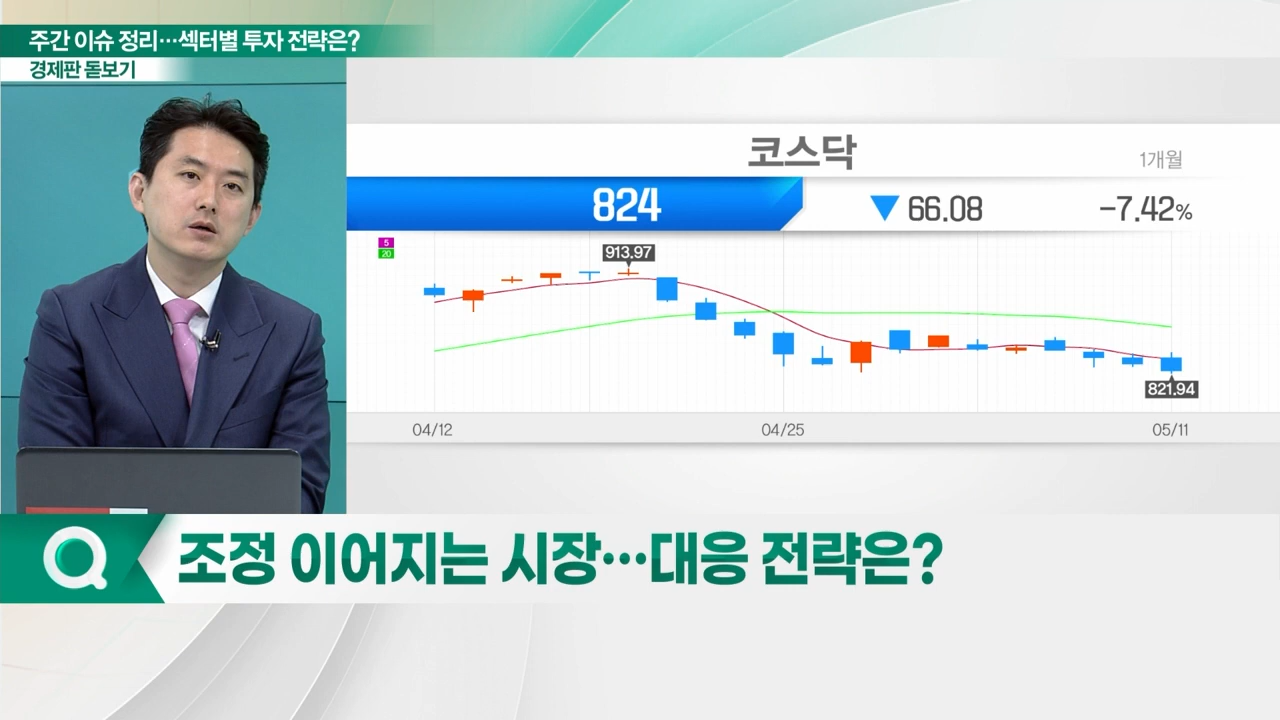 주간 이슈 정리…섹터별 투자 전략은?
경제판 돋보기
코스닥
1개월
824
▼ 66.08
-7.42%
5
20
913.97
821.94
04/12
04/25
05/11
Q
조정 이어지는 시장…대응 전략은?